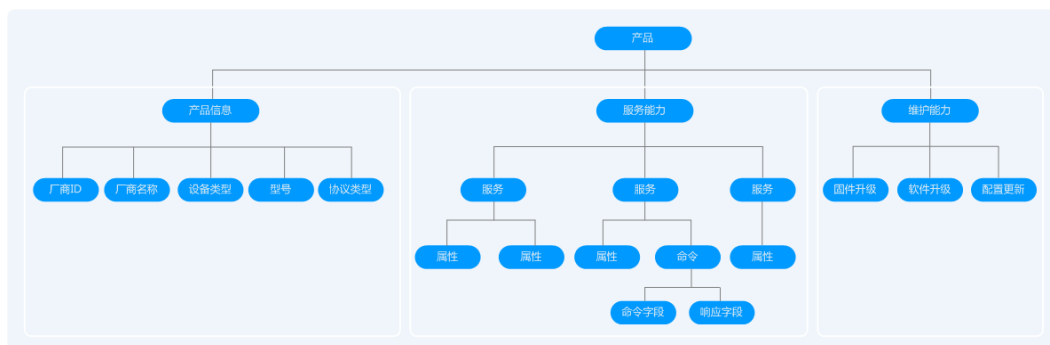 产品
产品信息
服务能力
维护能力
厂商ID
厂商名称
设备类型
型号
协议类型
服务
服务
服务
固件升级
软件升级
配置更新
属性
属性
属性
命令
属性
命令字段
响应字段